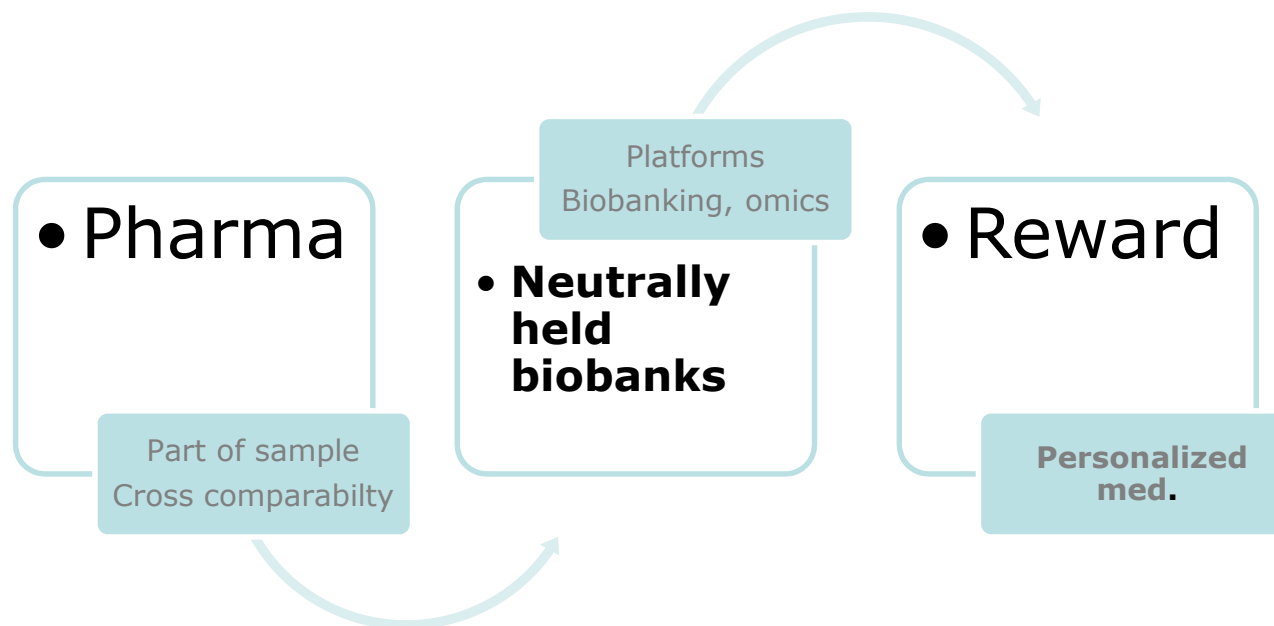 • Pharma
Part of sample
Cross comparabilty
Platforms
Biobanking, omics
• Neutrally
held
biobanks
• Reward
Personalized
med.